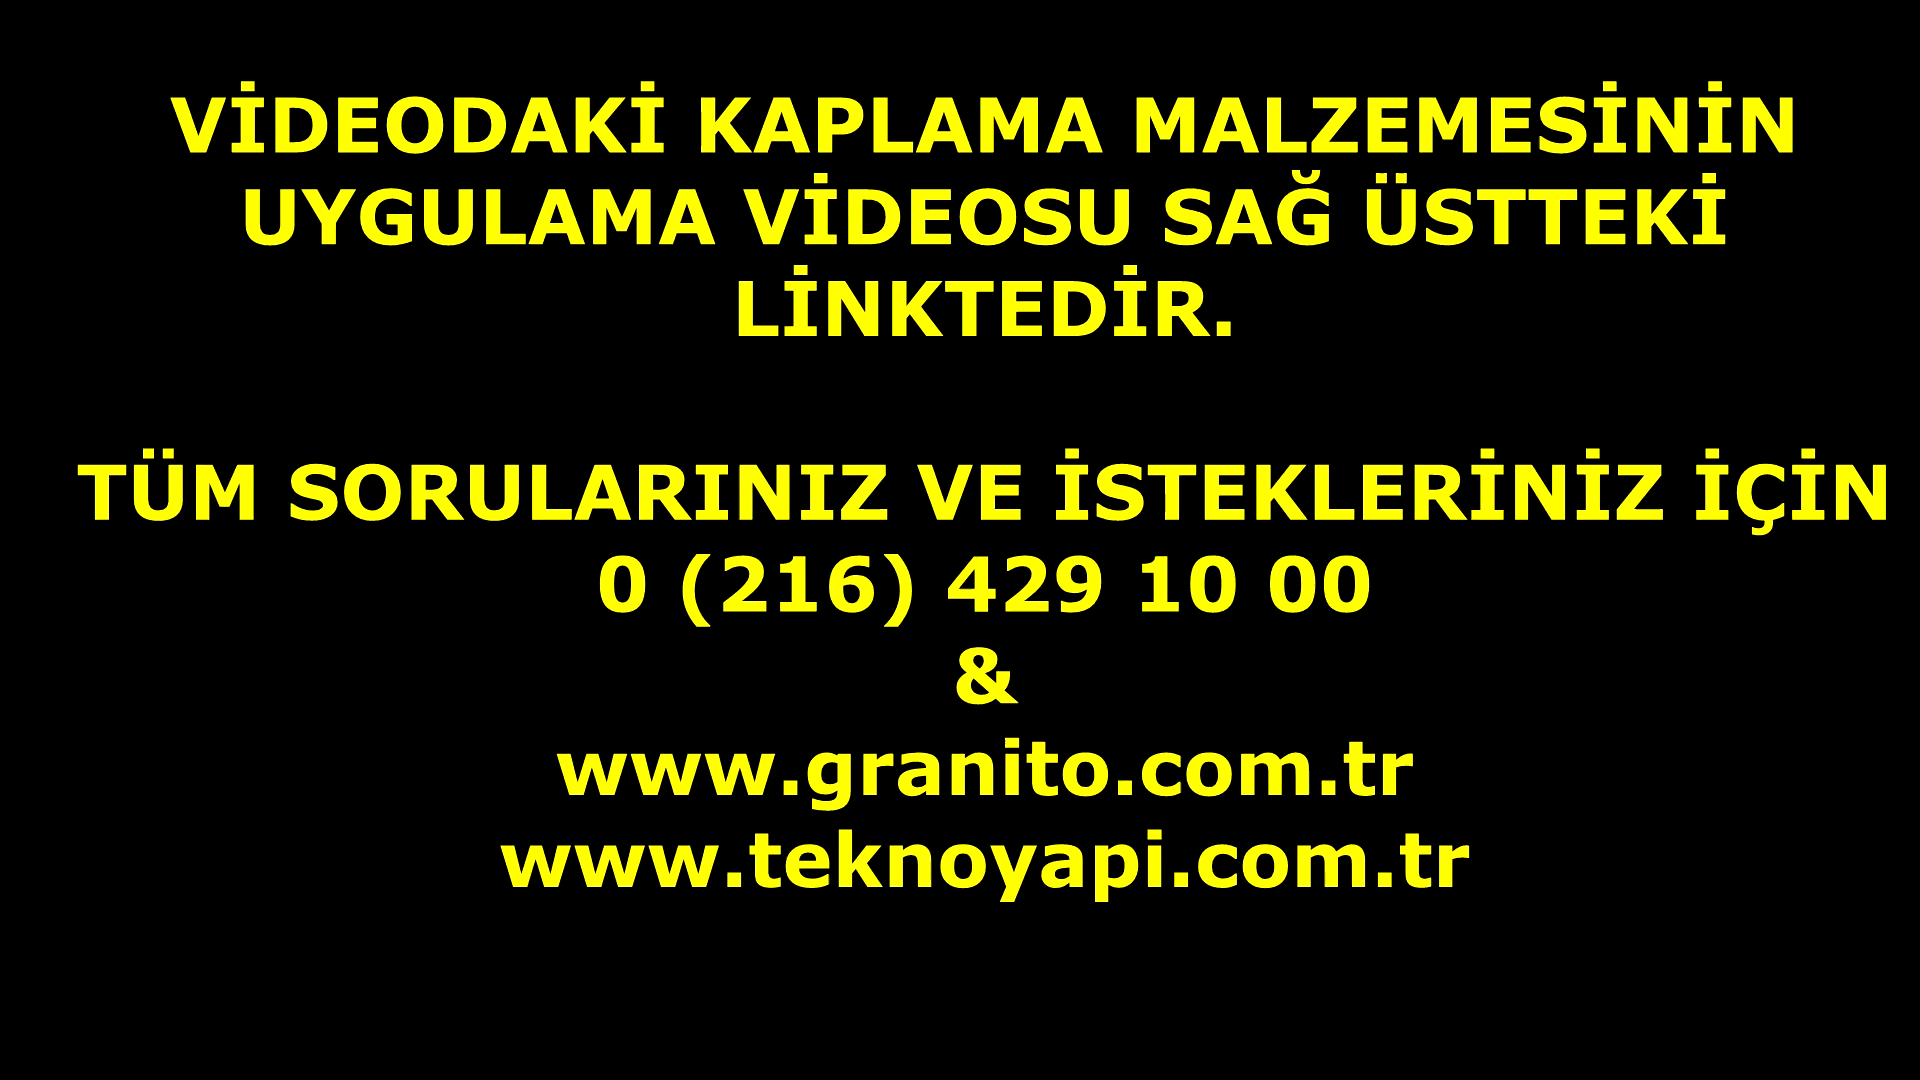 VİDEODAKİ KAPLAMA MALZEMESİNİN
UYGULAMA VİDEOSU SAĞ ÜSTTEKİ
LİNKTEDİR.
TÜM SORULARINIZ VE İSTEKLERİNİZ İÇİN
0 (216) 429 10 00
&
www.granito.com.tr
www.teknoyapi.com.tr